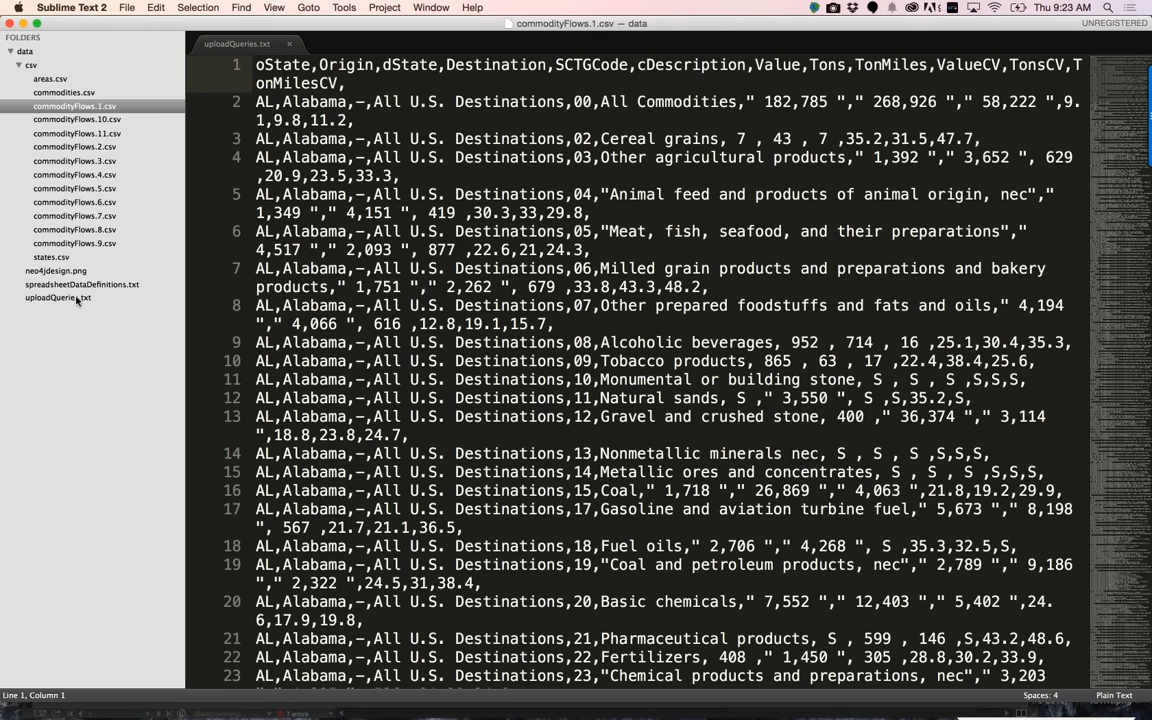 Sublime Text 2 File Edit Selection Find View Goto Tools Project Window Help Thu 9:23 AM
commodityFlows.1.csv — data UNREGISTERED
FOLDERS
data
csv
areas.csv
commodities.csv
commodityFlows.1.csv
commodityFlows.10.csv
commodityFlows.11.csv
commodityFlows.2.csv
commodityFlows.3.csv
commodityFlows.4.csv
commodityFlows.5.csv
commodityFlows.6.csv
commodityFlows.7.csv
commodityFlows.8.csv
commodityFlows.9.csv
states.csv
neo4jdesign.png
spreadsheetDataDefinitions.txt
uploadQueries.txt
uploadQueries.txt ×
1 oState,Origin,dState,Destination,SCTGCode,cDescription,Value,Tons,TonMiles,ValueCV,TonsCV,T
onMilesCV,
2 AL,Alabama,-,All U.S. Destinations,00,All Commodities," 182,785 "," 268,926 "," 58,222 ",9.
1,9.8,11.2,
3 AL,Alabama,-,All U.S. Destinations,02,Cereal grains, 7 , 43 , 7 ,35.2,31.5,47.7,
4 AL,Alabama,-,All U.S. Destinations,03,Other agricultural products," 1,392 "," 3,652 ", 629
,20.9,23.5,33.3,
5 AL,Alabama,-,All U.S. Destinations,04,"Animal feed and products of animal origin, nec","
1,349 "," 4,151 ", 419 ,30.3,33,29.8,
6 AL,Alabama,-,All U.S. Destinations,05,"Meat, fish, seafood, and their preparations","
4,517 "," 2,093 ", 877 ,22.6,21,24.3,
7 AL,Alabama,-,All U.S. Destinations,06,Milled grain products and preparations and bakery
products," 1,751 "," 2,262 ", 679 ,33.8,43.3,48.2,
8 AL,Alabama,-,All U.S. Destinations,07,Other prepared foodstuffs and fats and oils," 4,194
"," 4,066 ", 616 ,12.8,19.1,15.7,
9 AL,Alabama,-,All U.S. Destinations,08,Alcoholic beverages, 952 , 714 , 16 ,25.1,30.4,35.3,
10 AL,Alabama,-,All U.S. Destinations,09,Tobacco products, 865 , 63 , 17 ,22.4,38.4,25.6,
11 AL,Alabama,-,All U.S. Destinations,10,Monumental or building stone, S , S , S ,S,S,S,
12 AL,Alabama,-,All U.S. Destinations,11,Natural sands, S ," 3,550 ", S ,S,35.2,S,
13 AL,Alabama,-,All U.S. Destinations,12,Gravel and crushed stone, 400 ," 36,374 "," 3,114
",18.8,23.8,24.7,
14 AL,Alabama,-,All U.S. Destinations,13,Nonmetallic minerals nec, S , S , S ,S,S,S,
15 AL,Alabama,-,All U.S. Destinations,14,Metallic ores and concentrates, S , S , S ,S,S,S,
16 AL,Alabama,-,All U.S. Destinations,15,Coal," 1,718 "," 26,869 "," 4,063 ",21.8,19.2,29.9,
17 AL,Alabama,-,All U.S. Destinations,17,Gasoline and aviation turbine fuel," 5,673 "," 8,198
", 567 ,21.7,21.1,36.5,
18 AL,Alabama,-,All U.S. Destinations,18,Fuel oils," 2,706 "," 4,268 ", S ,35.3,32.5,S,
19 AL,Alabama,-,All U.S. Destinations,19,"Coal and petroleum products, nec"," 2,789 "," 9,186
"," 2,322 ",24.5,31,38.4,
20 AL,Alabama,-,All U.S. Destinations,20,Basic chemicals," 7,552 "," 12,403 "," 5,402 ",24.
6,17.9,19.8,
21 AL,Alabama,-,All U.S. Destinations,21,Pharmaceutical products, S , 599 , 146 ,S,43.2,48.6,
22 AL,Alabama,-,All U.S. Destinations,22,Fertilizers, 408 ," 1,450 ", 305 ,28.8,30.2,33.9,
23 AL,Alabama,-,All U.S. Destinations,23,"Chemical products and preparations, nec"," 3,203
Line 1, Column 1 Spaces: 4 Plain Text